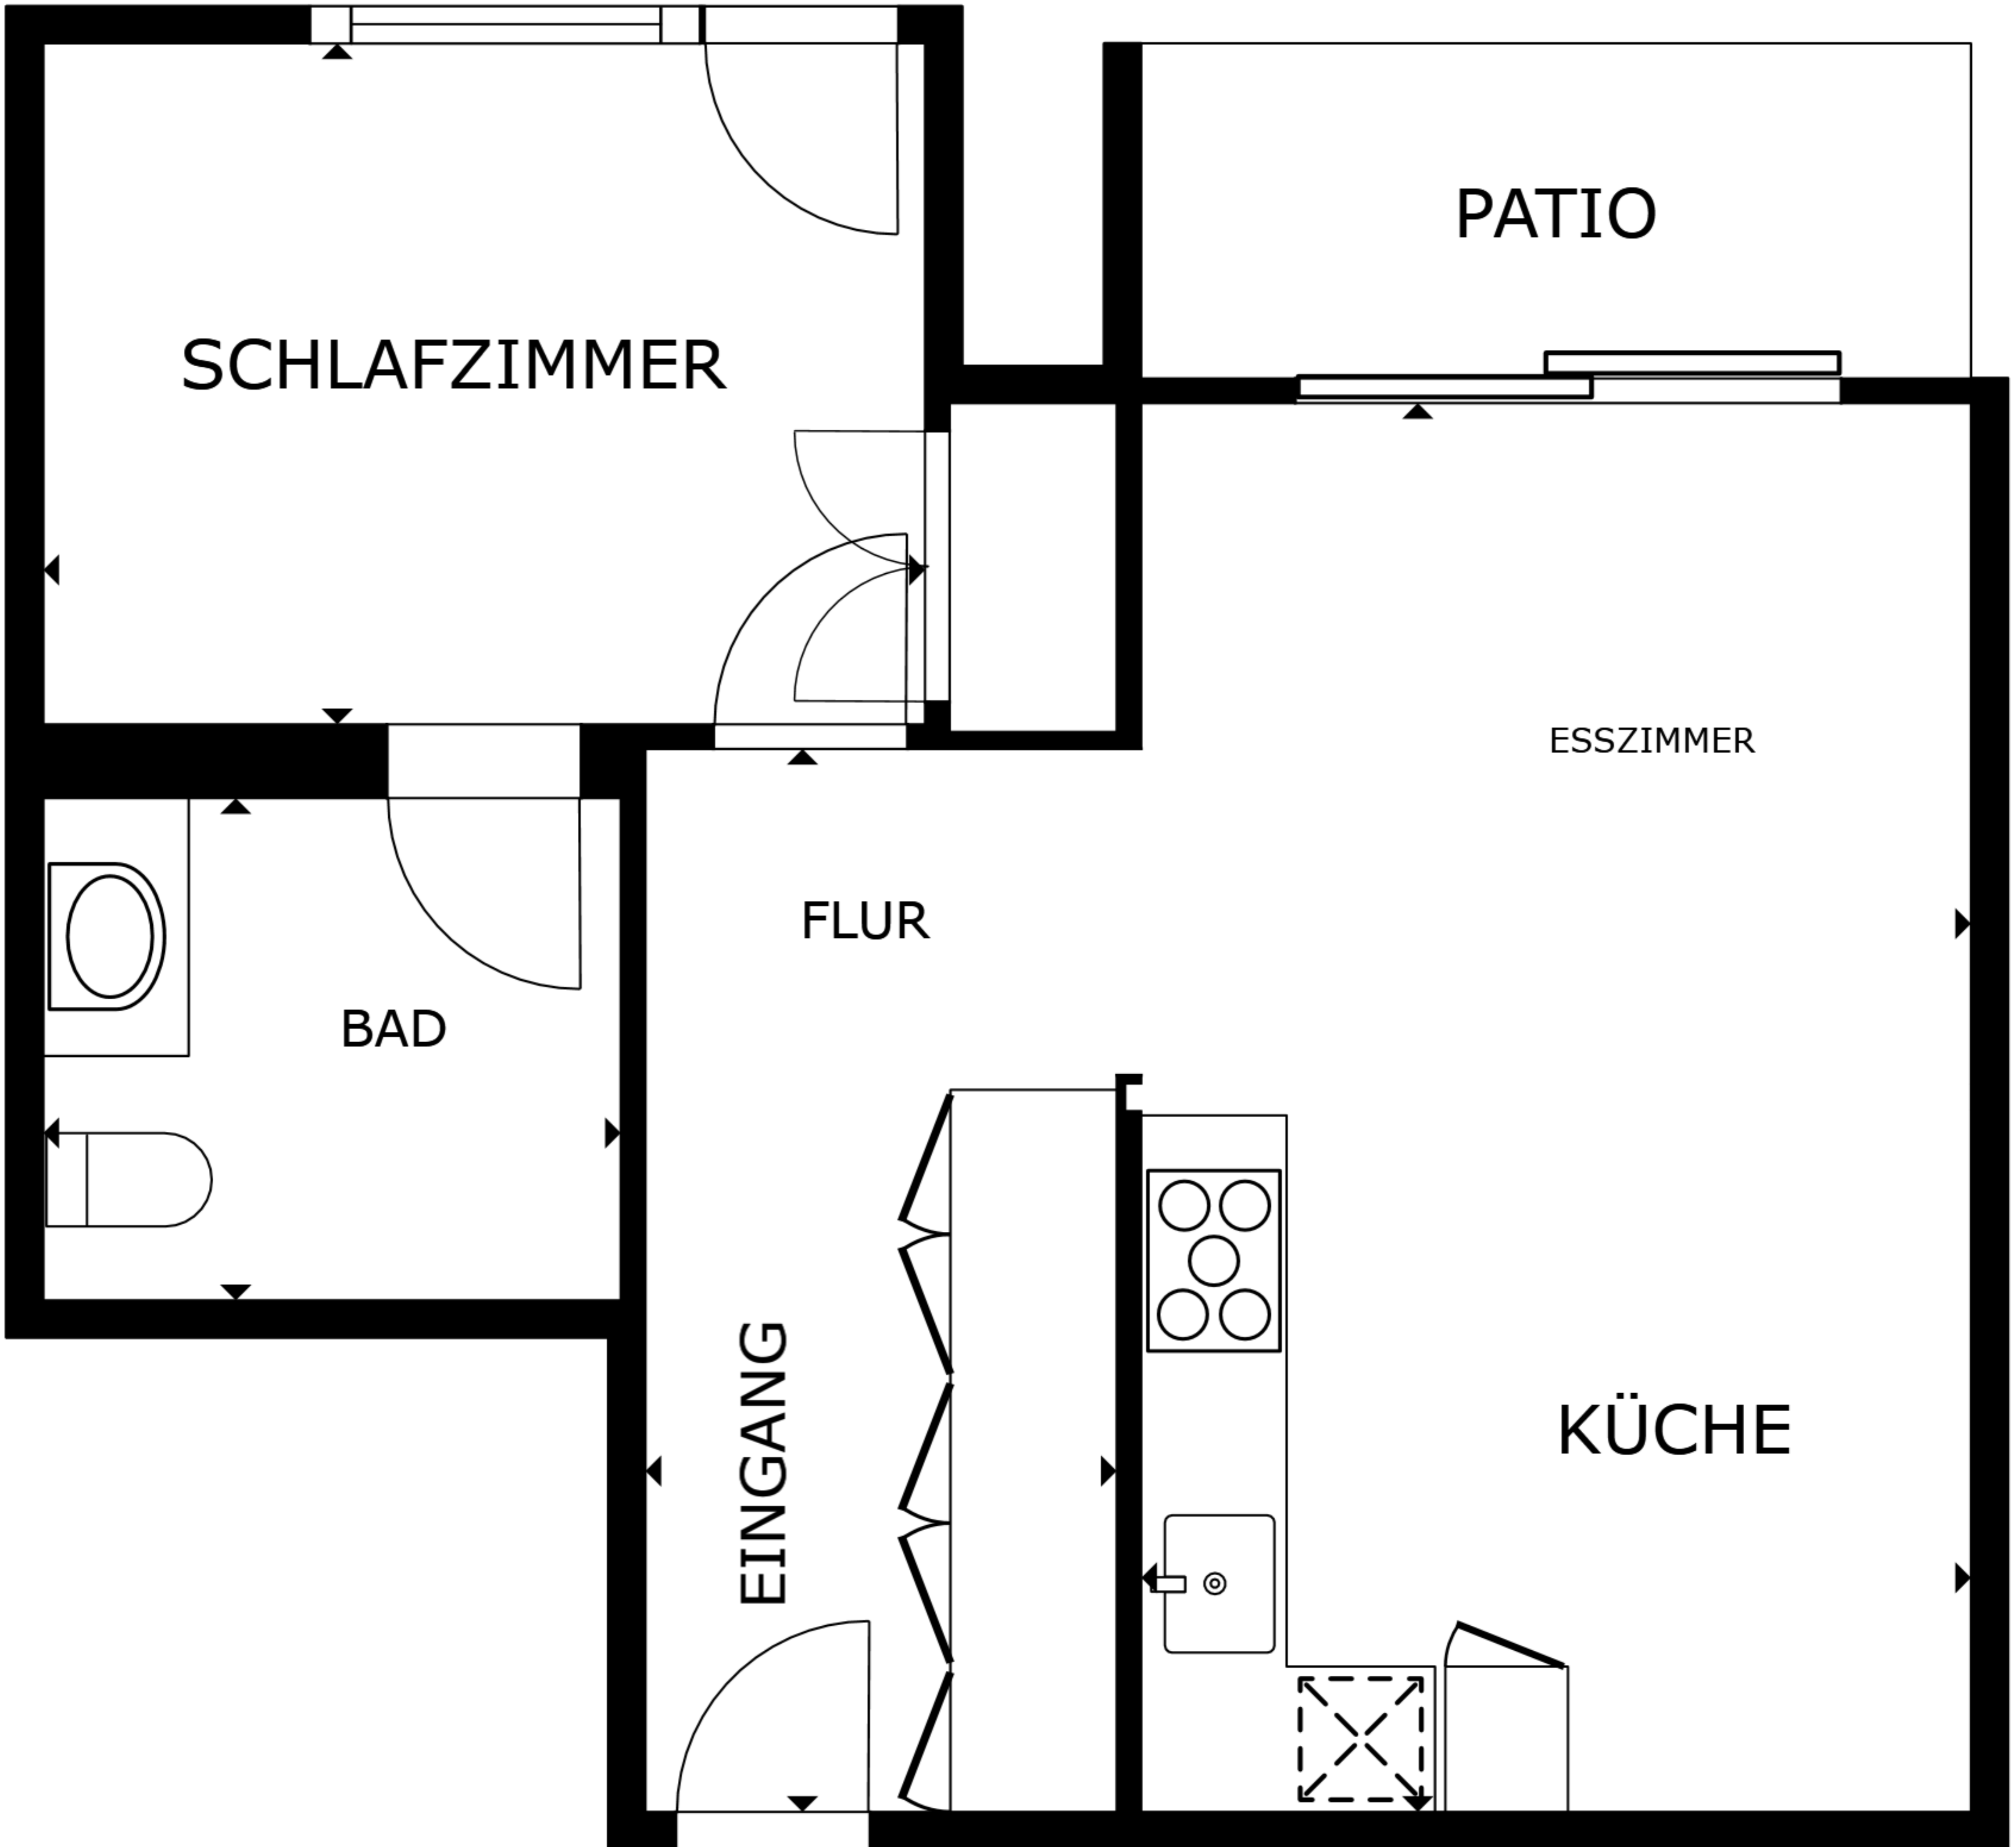 PATIO
SCHLAFZIMMER
ESSZIMMER
FLUR
BAD
EINGANG
KÜCHE